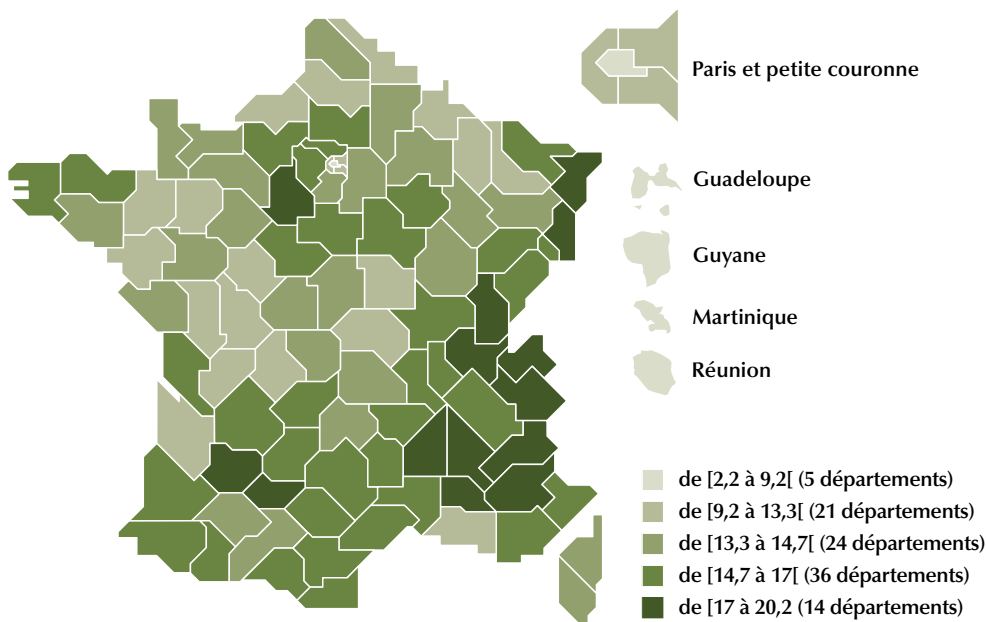 Paris et petite couronne
Guadeloupe
Guyane
Martinique
Réunion
de [2,2 à 9,2[ (5 départements)
de [9,2 à 13,3[ (21 départements)
de [13,3 à 14,7[ (24 départements)
de [14,7 à 17[ (36 départements)
de [17 à 20,2 (14 départements)